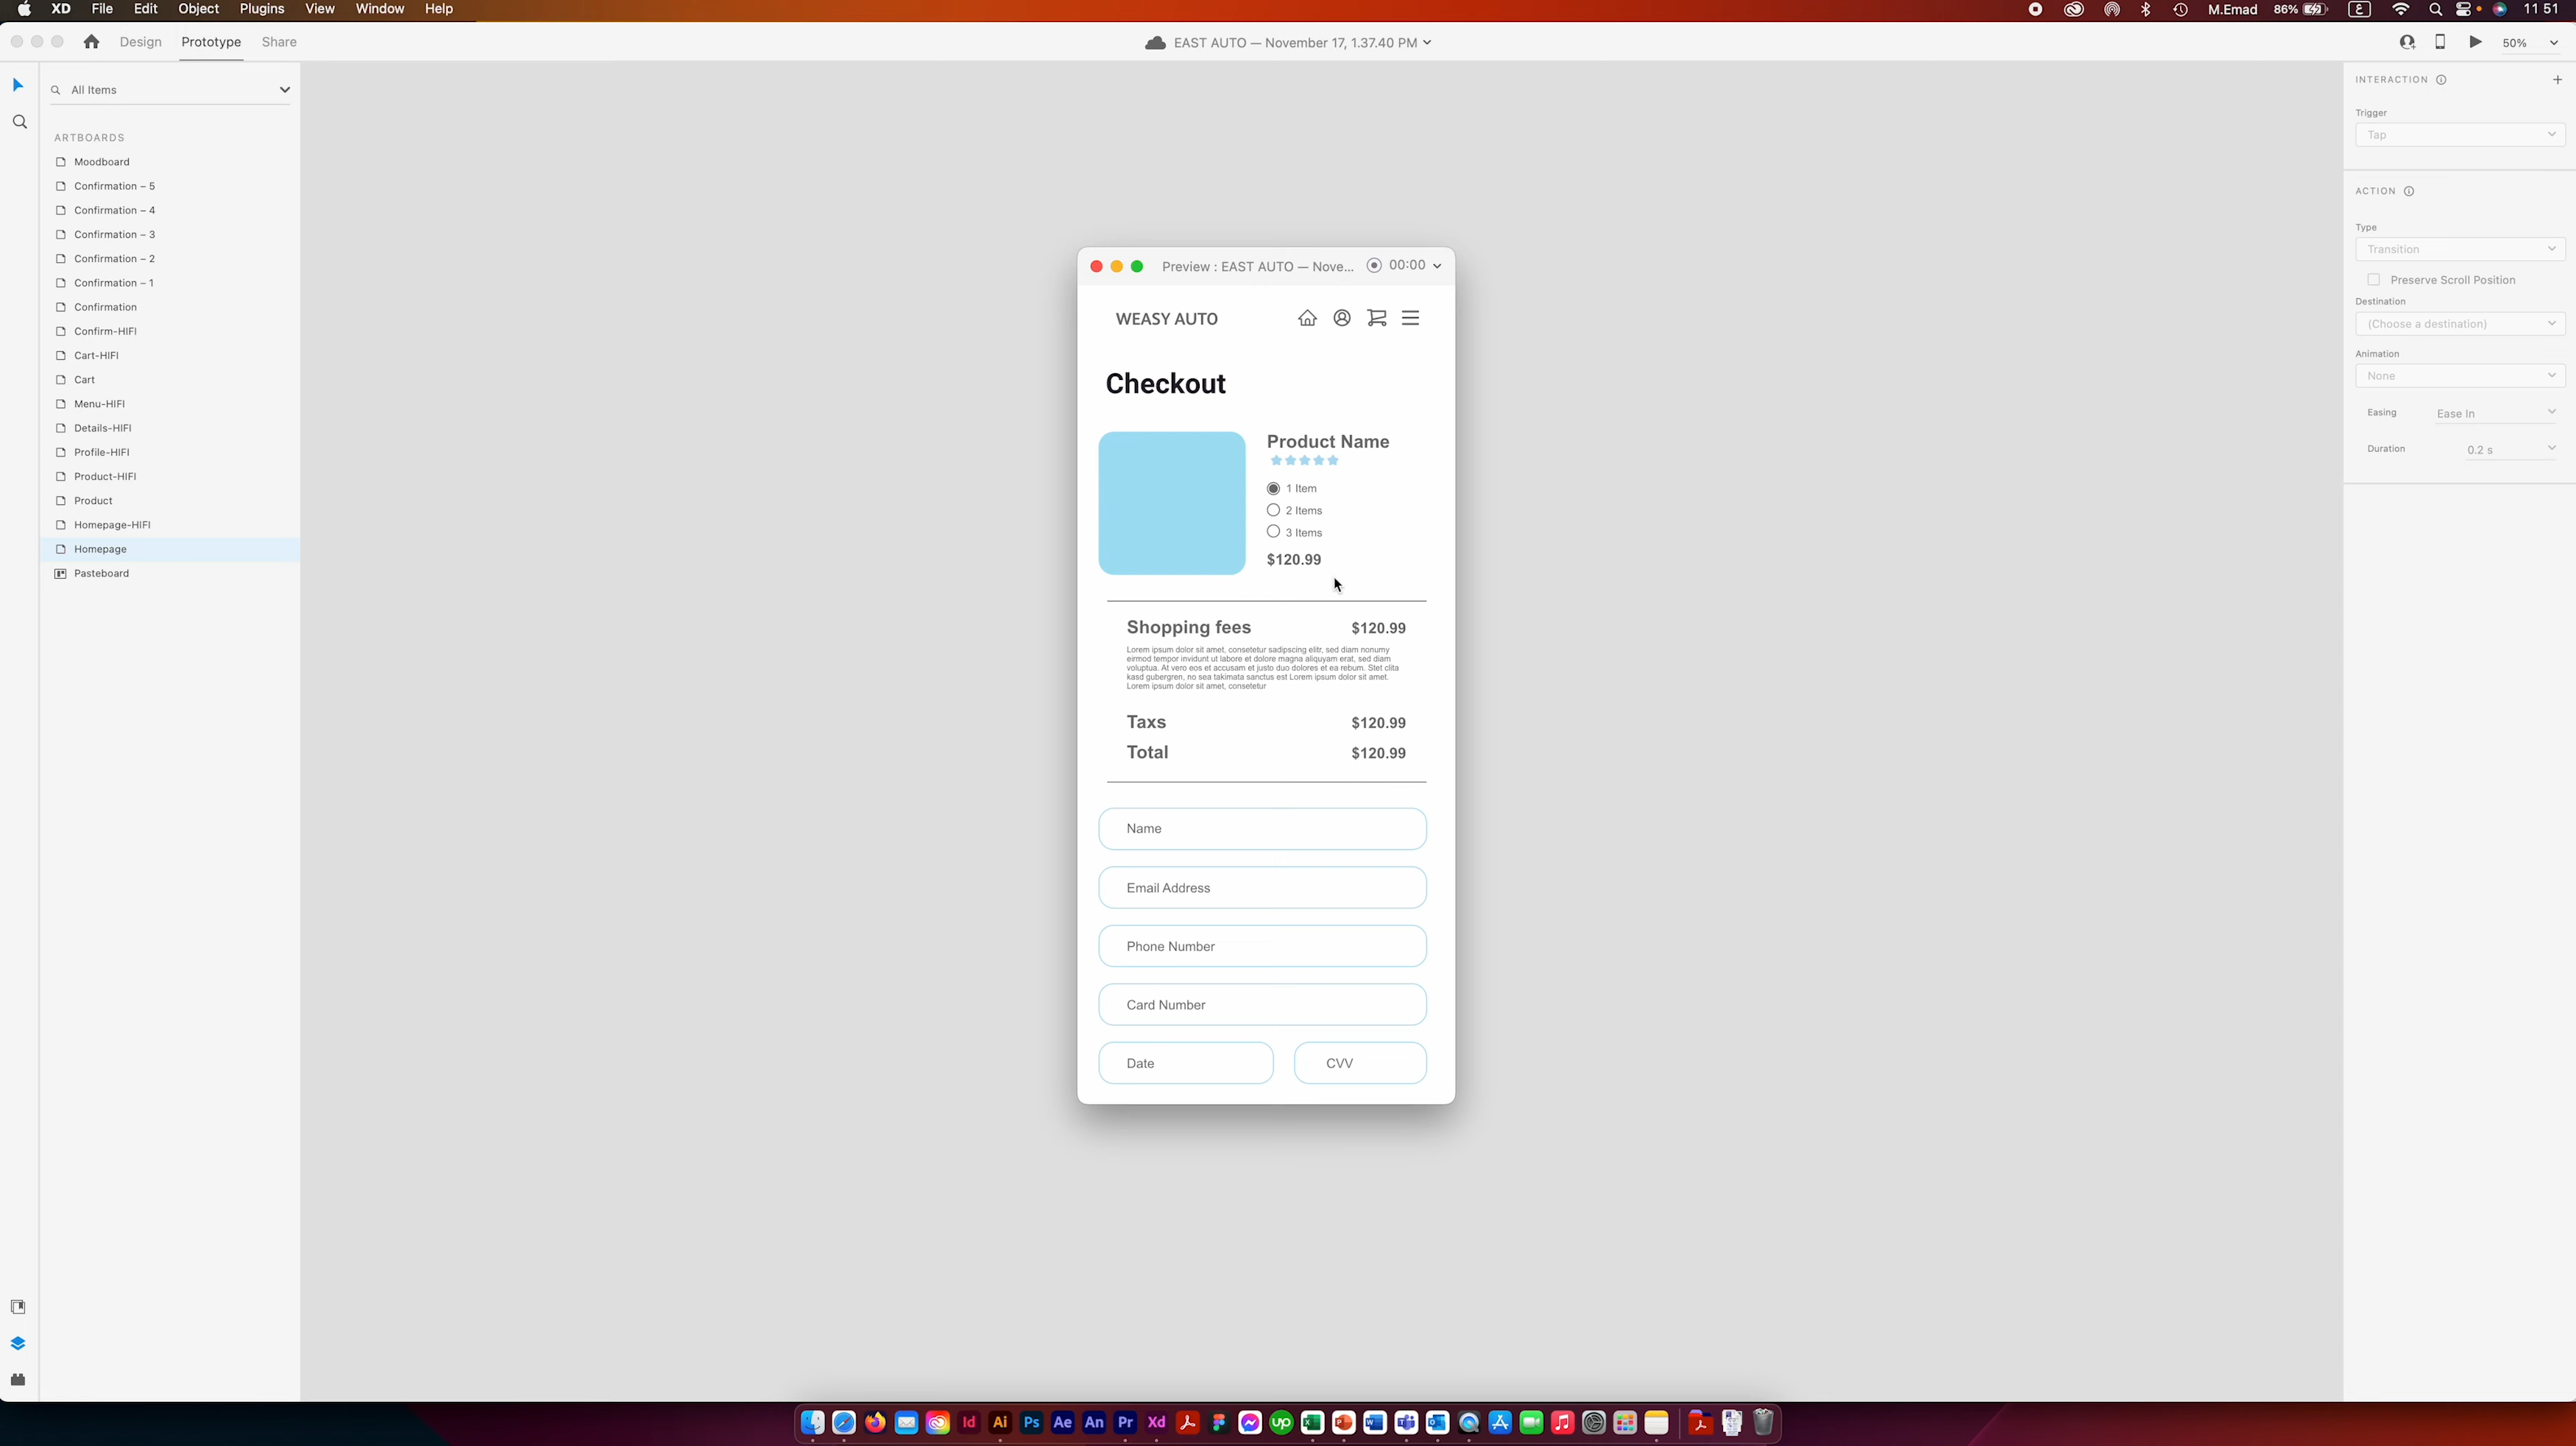 XD File Edit Object Plugins View Window Help
M.Emad 86% ع 11 51
Design Prototype Share
EAST AUTO — November 17, 1.37.40 PM
50%
All Items
ARTBOARDS
Moodboard
Confirmation – 5
Confirmation – 4
Confirmation – 3
Confirmation – 2
Confirmation – 1
Confirmation
Confirm-HIFI
Cart-HIFI
Cart
Menu-HIFI
Details-HIFI
Profile-HIFI
Product-HIFI
Product
Homepage-HIFI
Homepage
Pasteboard
Preview : EAST AUTO — Nove... 00:00
WEASY AUTO
Checkout
Product Name
1 Item
2 Items
3 Items
$120.99
Shopping fees $120.99
Lorem ipsum dolor sit amet, consetetur sadipscing elitr, sed diam nonumy
eirmod tempor invidunt ut labore et dolore magna aliquyam erat, sed diam
voluptua. At vero eos et accusam et justo duo dolores et ea rebum. Stet clita
kasd gubergren, no sea takimata sanctus est Lorem ipsum dolor sit amet.
Lorem ipsum dolor sit amet, consetetur
Taxs $120.99
Total $120.99
Name
Email Address
Phone Number
Card Number
Date CVV
INTERACTION
Trigger
Tap
ACTION
Type
Transition
Preserve Scroll Position
Destination
(Choose a destination)
Animation
None
Easing Ease In
Duration 0.2 s
Id Ai Ps Ae An Pr Xd up